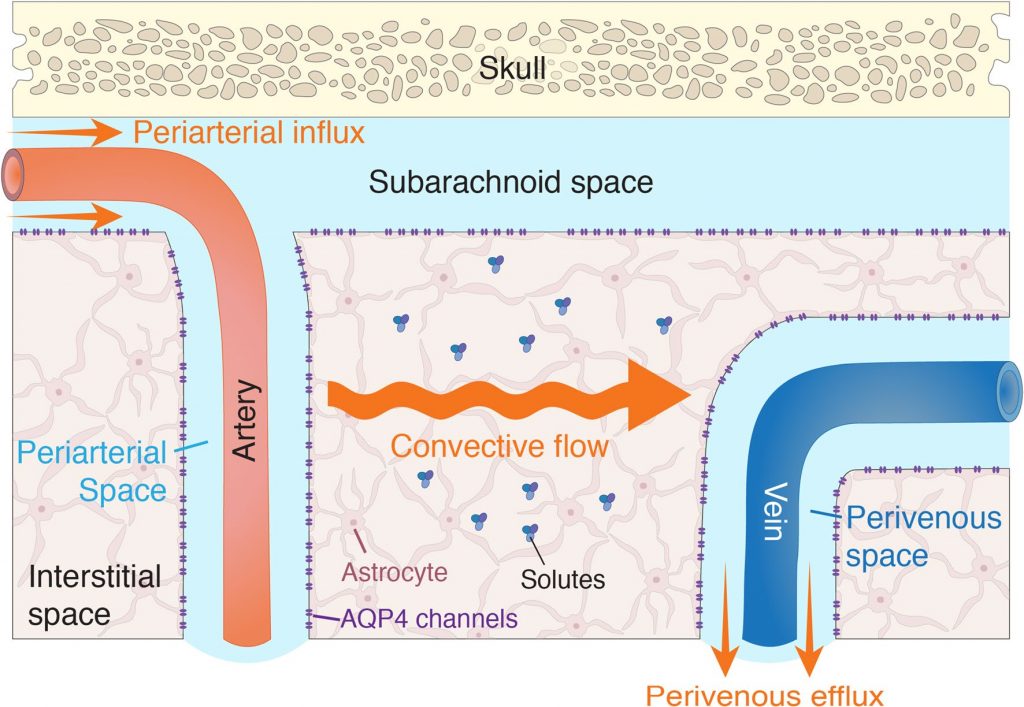 Skull
Periarterial influx
Subarachnoid space
Artery
Periarterial
Space
Convective flow
Vein
Perivenous
space
Interstitial
space
Astrocyte
Solutes
AQP4 channels
Perivenous efflux